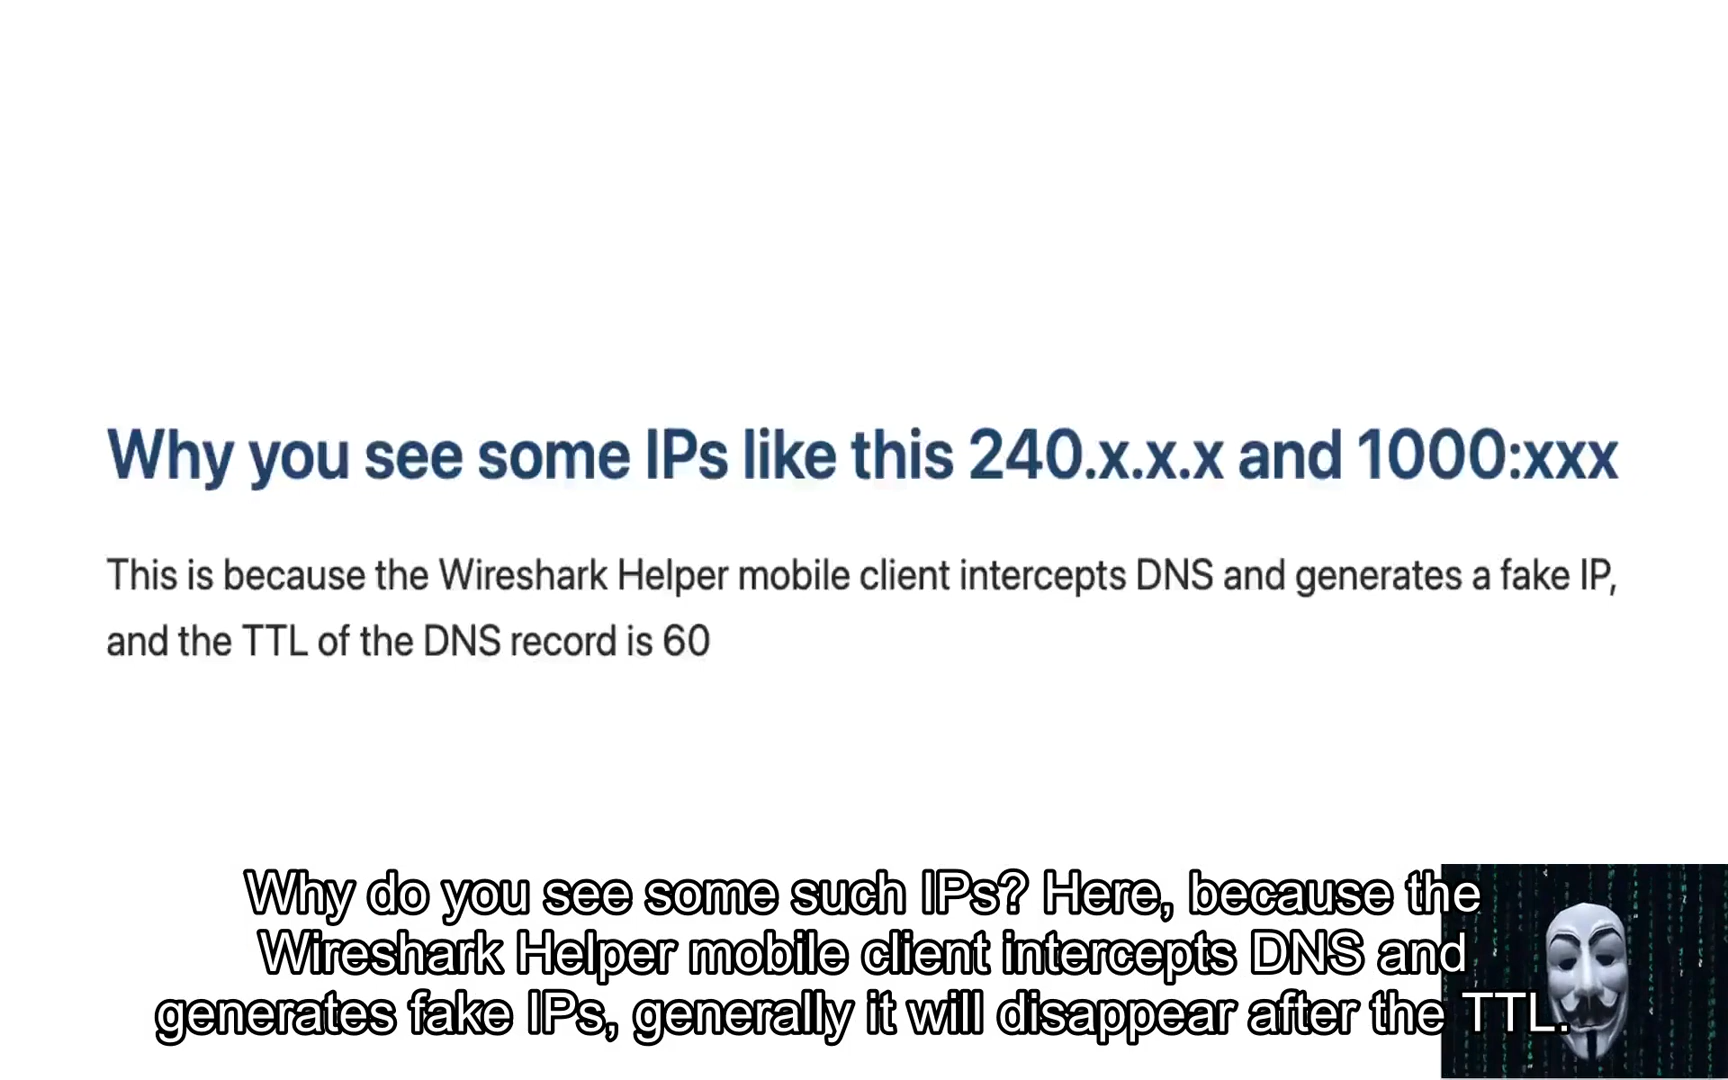 Why you see some IPs like this 240.x.x.x and 1000:xxx
This is because the Wireshark Helper mobile client intercepts DNS and generates a fake IP,
and the TTL of the DNS record is 60
Why do you see some such IPs? Here, because the
Wireshark Helper mobile client intercepts DNS and
generates fake IPs, generally it will disappear after the TTL.